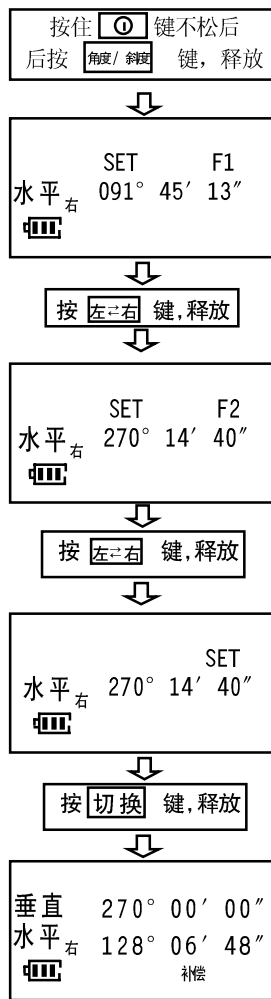 按住 键不松后
后按 角度/斜度 键，释放
SET F1
水平右 091° 45′ 13″
按 左⇄右 键,释放
SET F2
水平右 270° 14′ 40″
按 左⇄右 键,释放
SET
水平右 270° 14′ 40″
按 切换 键,释放
垂直 270° 00′ 00″
水平右 128° 06′ 48″
补偿